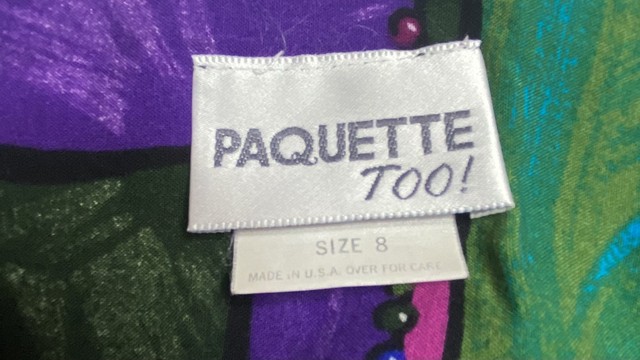 PAQUETTE
TOO!
SIZE 8
MADE IN U.S.A. OVER FOR CARE